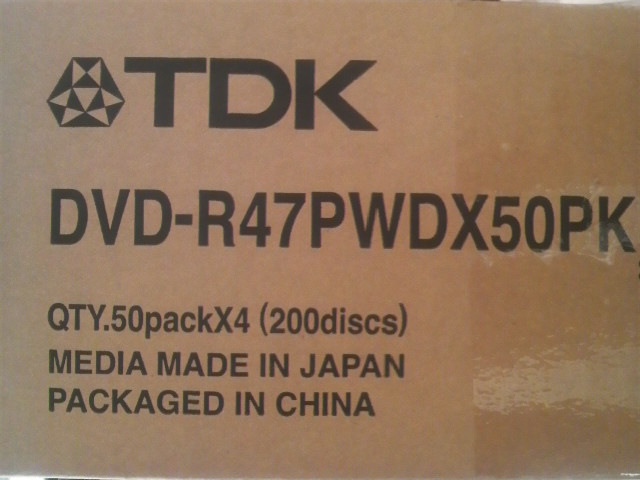 TDK
DVD-R47PWDX50PK
QTY.50packX4 (200discs)
MEDIA MADE IN JAPAN
PACKAGED IN CHINA